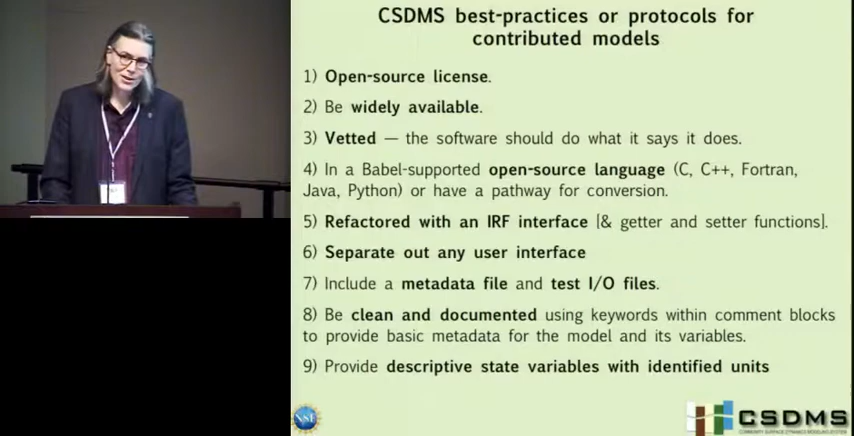 CSDMS best-practices or protocols for
contributed models
1) Open-source license.
2) Be widely available.
3) Vetted — the software should do what it says it does.
4) In a Babel-supported open-source language (C, C++, Fortran,
Java, Python) or have a pathway for conversion.
5) Refactored with an IRF interface [& getter and setter functions].
6) Separate out any user interface
7) Include a metadata file and test I/O files.
8) Be clean and documented using keywords within comment blocks
to provide basic metadata for the model and its variables.
9) Provide descriptive state variables with identified units
NSF
CSDMS
COMMUNITY SURFACE DYNAMICS MODELING SYSTEM